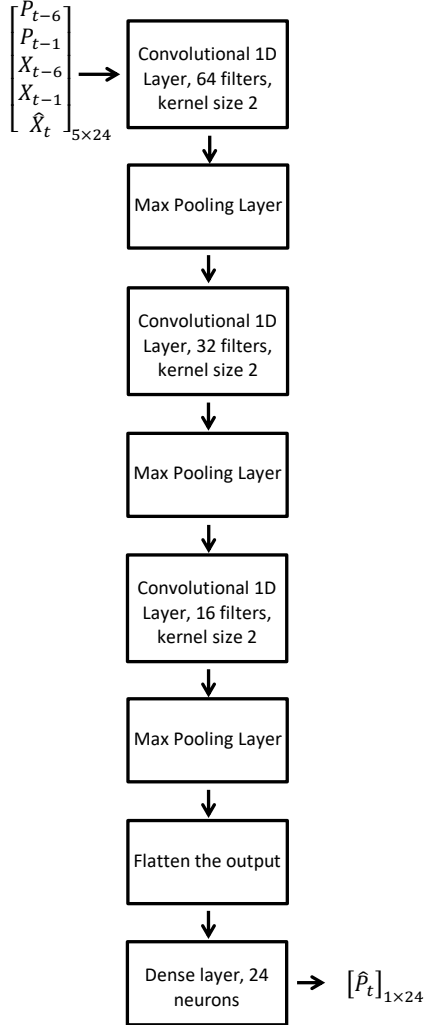 P_{t−6}
P_{t−1}
X_{t−6}
X_{t−1}
X̂_t
5×24
Convolutional 1D
Layer, 64 filters,
kernel size 2
Max Pooling Layer
Convolutional 1D
Layer, 32 filters,
kernel size 2
Max Pooling Layer
Convolutional 1D
Layer, 16 filters,
kernel size 2
Max Pooling Layer
Flatten the output
Dense layer, 24
neurons
[P̂_t]_{1×24}